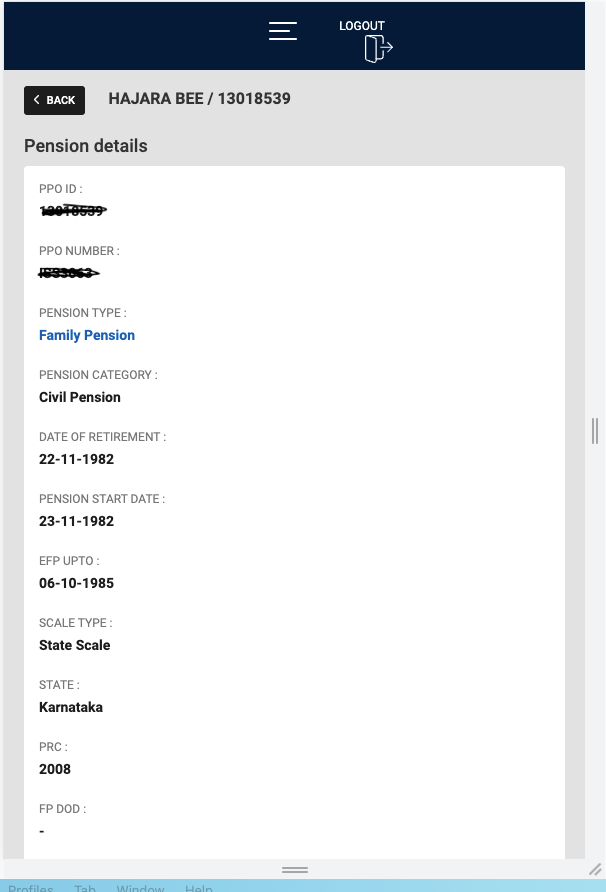 LOGOUT
BACK
HAJARA BEE / 13018539
Pension details
PPO ID :
PPO NUMBER :
PENSION TYPE :
Family Pension
PENSION CATEGORY :
Civil Pension
DATE OF RETIREMENT :
22-11-1982
PENSION START DATE :
23-11-1982
EFP UPTO :
06-10-1985
SCALE TYPE :
State Scale
STATE :
Karnataka
PRC :
2008
FP DOD :
-
Profiles Tab Window Help